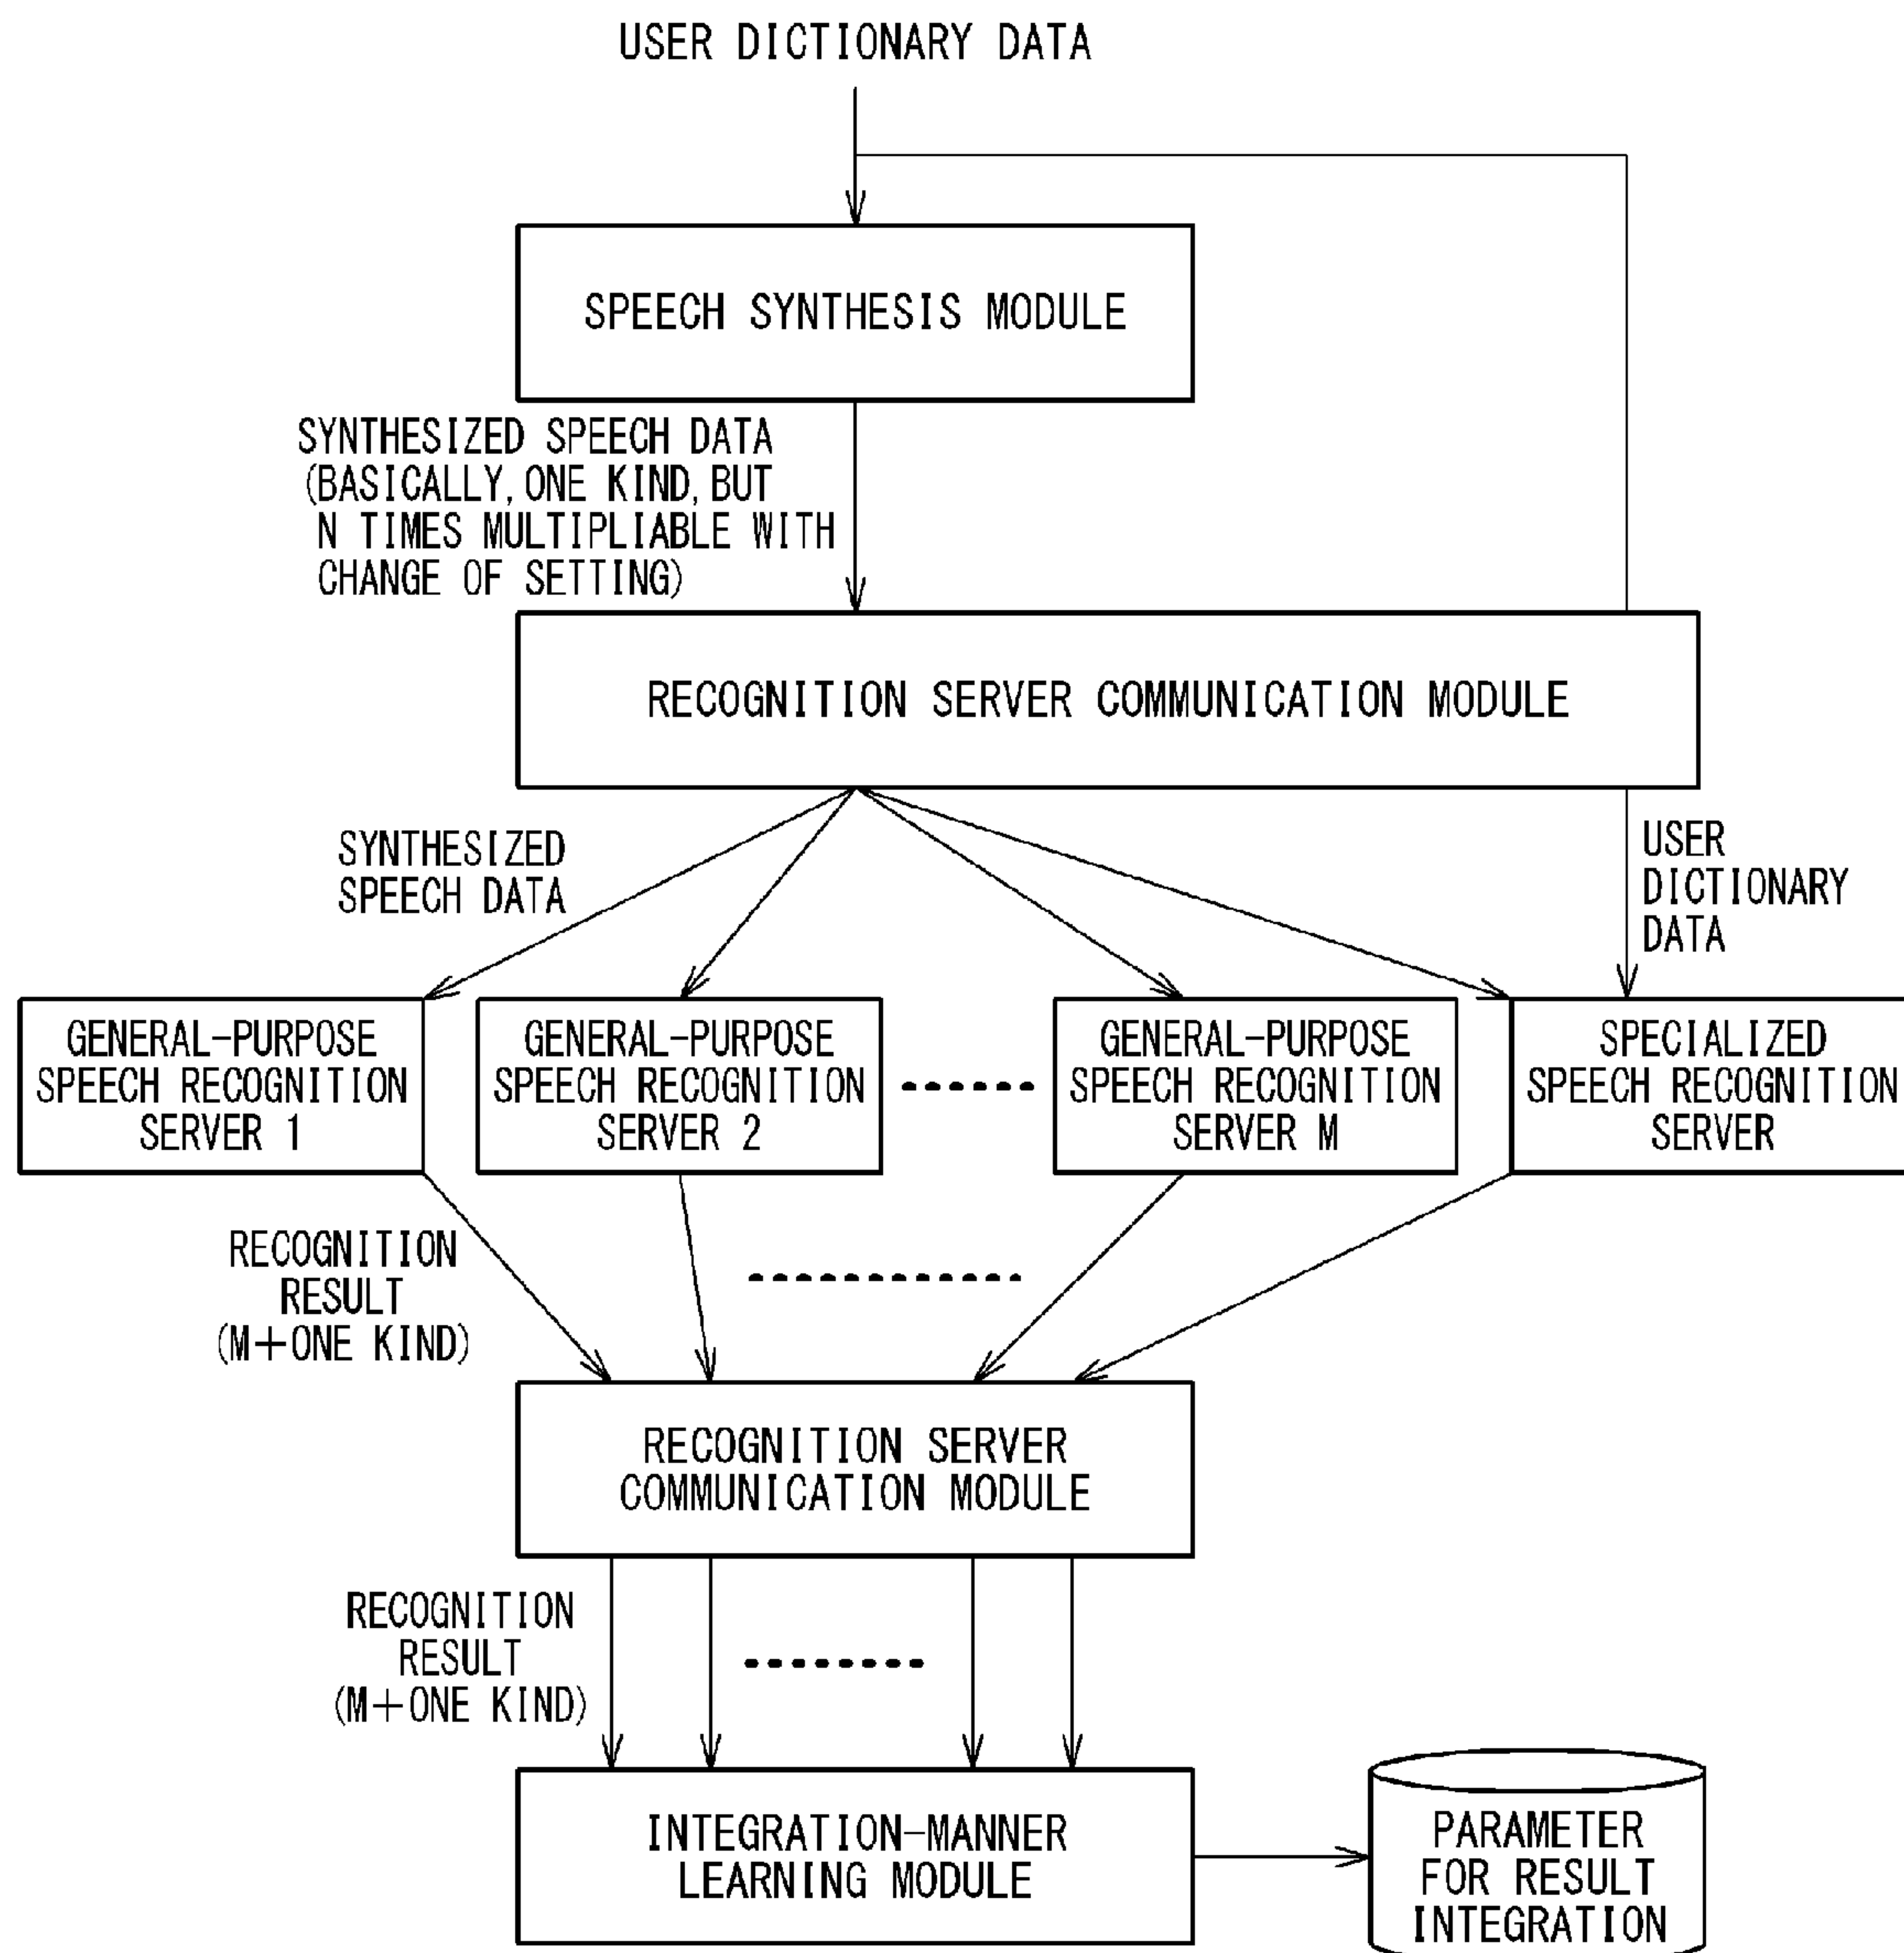 USER DICTIONARY DATA
SPEECH SYNTHESIS MODULE
SYNTHESIZED SPEECH DATA
(BASICALLY, ONE KIND, BUT
N TIMES MULTIPLIABLE WITH
CHANGE OF SETTING)
RECOGNITION SERVER COMMUNICATION MODULE
SYNTHESIZED
SPEECH DATA
USER
DICTIONARY
DATA
GENERAL-PURPOSE
SPEECH RECOGNITION
SERVER 1
GENERAL-PURPOSE
SPEECH RECOGNITION
SERVER 2
GENERAL-PURPOSE
SPEECH RECOGNITION
SERVER M
SPECIALIZED
SPEECH RECOGNITION
SERVER
RECOGNITION
RESULT
(M+ONE KIND)
RECOGNITION SERVER
COMMUNICATION MODULE
RECOGNITION
RESULT
(M+ONE KIND)
INTEGRATION-MANNER
LEARNING MODULE
PARAMETER
FOR RESULT
INTEGRATION